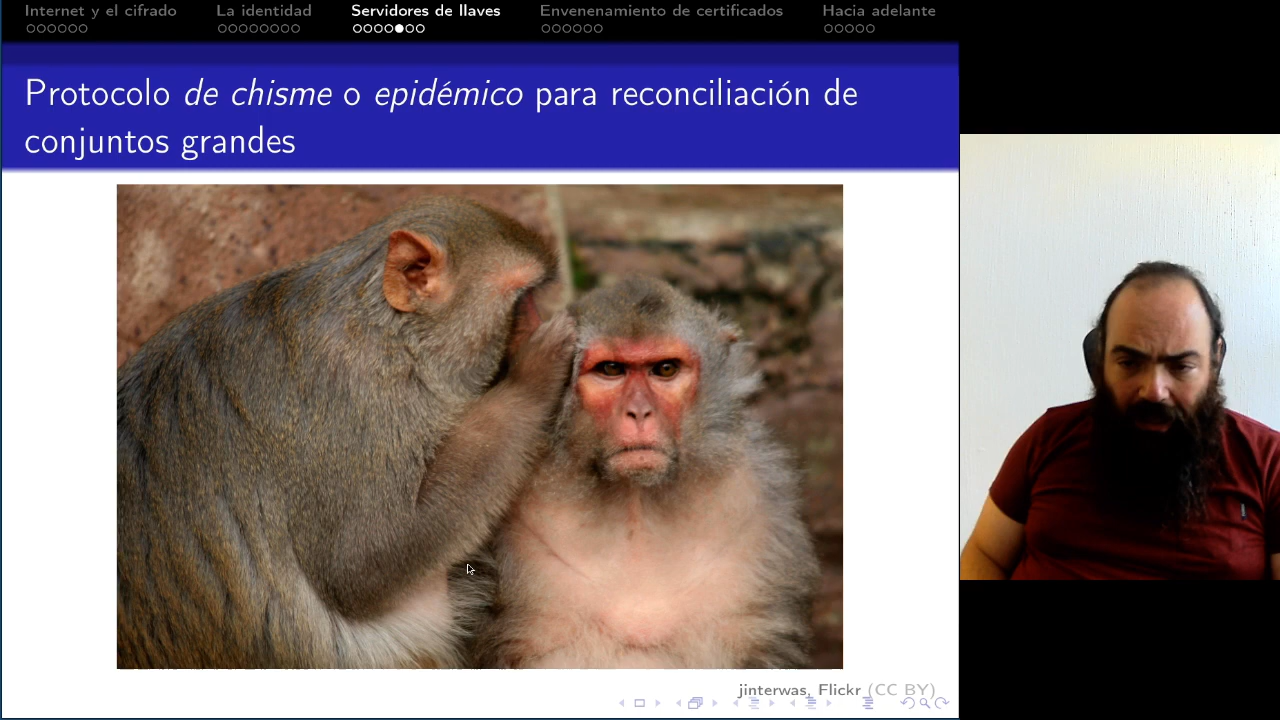 Internet y el cifrado
La identidad
Servidores de llaves
Envenenamiento de certificados
Hacia adelante
Protocolo de chisme o epidémico para reconciliación de
conjuntos grandes
jinterwas, Flickr (CC BY)